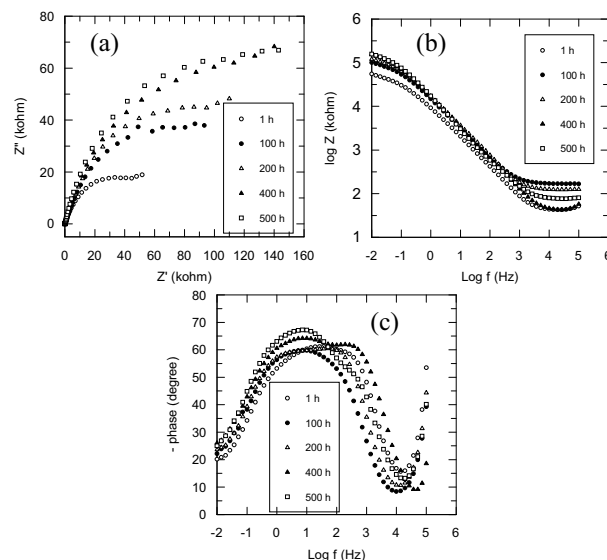 (a)
80
60
40
20
0
Z" (kohm)
0 20 40 60 80 100 120 140
Z' (kohm)
1 h
100 h
200 h
400 h
500 h
(b)
6
5
4
3
2
1
log Z (kohm)
-2 -1 0 1 2 3 4 5 6
Log f (Hz)
1 h
100 h
200 h
400 h
500 h
(c)
80
70
60
50
40
30
20
10
0
- phase (degree)
-2 -1 0 1 2 3 4 5 6
Log f (Hz)
1 h
100 h
200 h
400 h
500 h